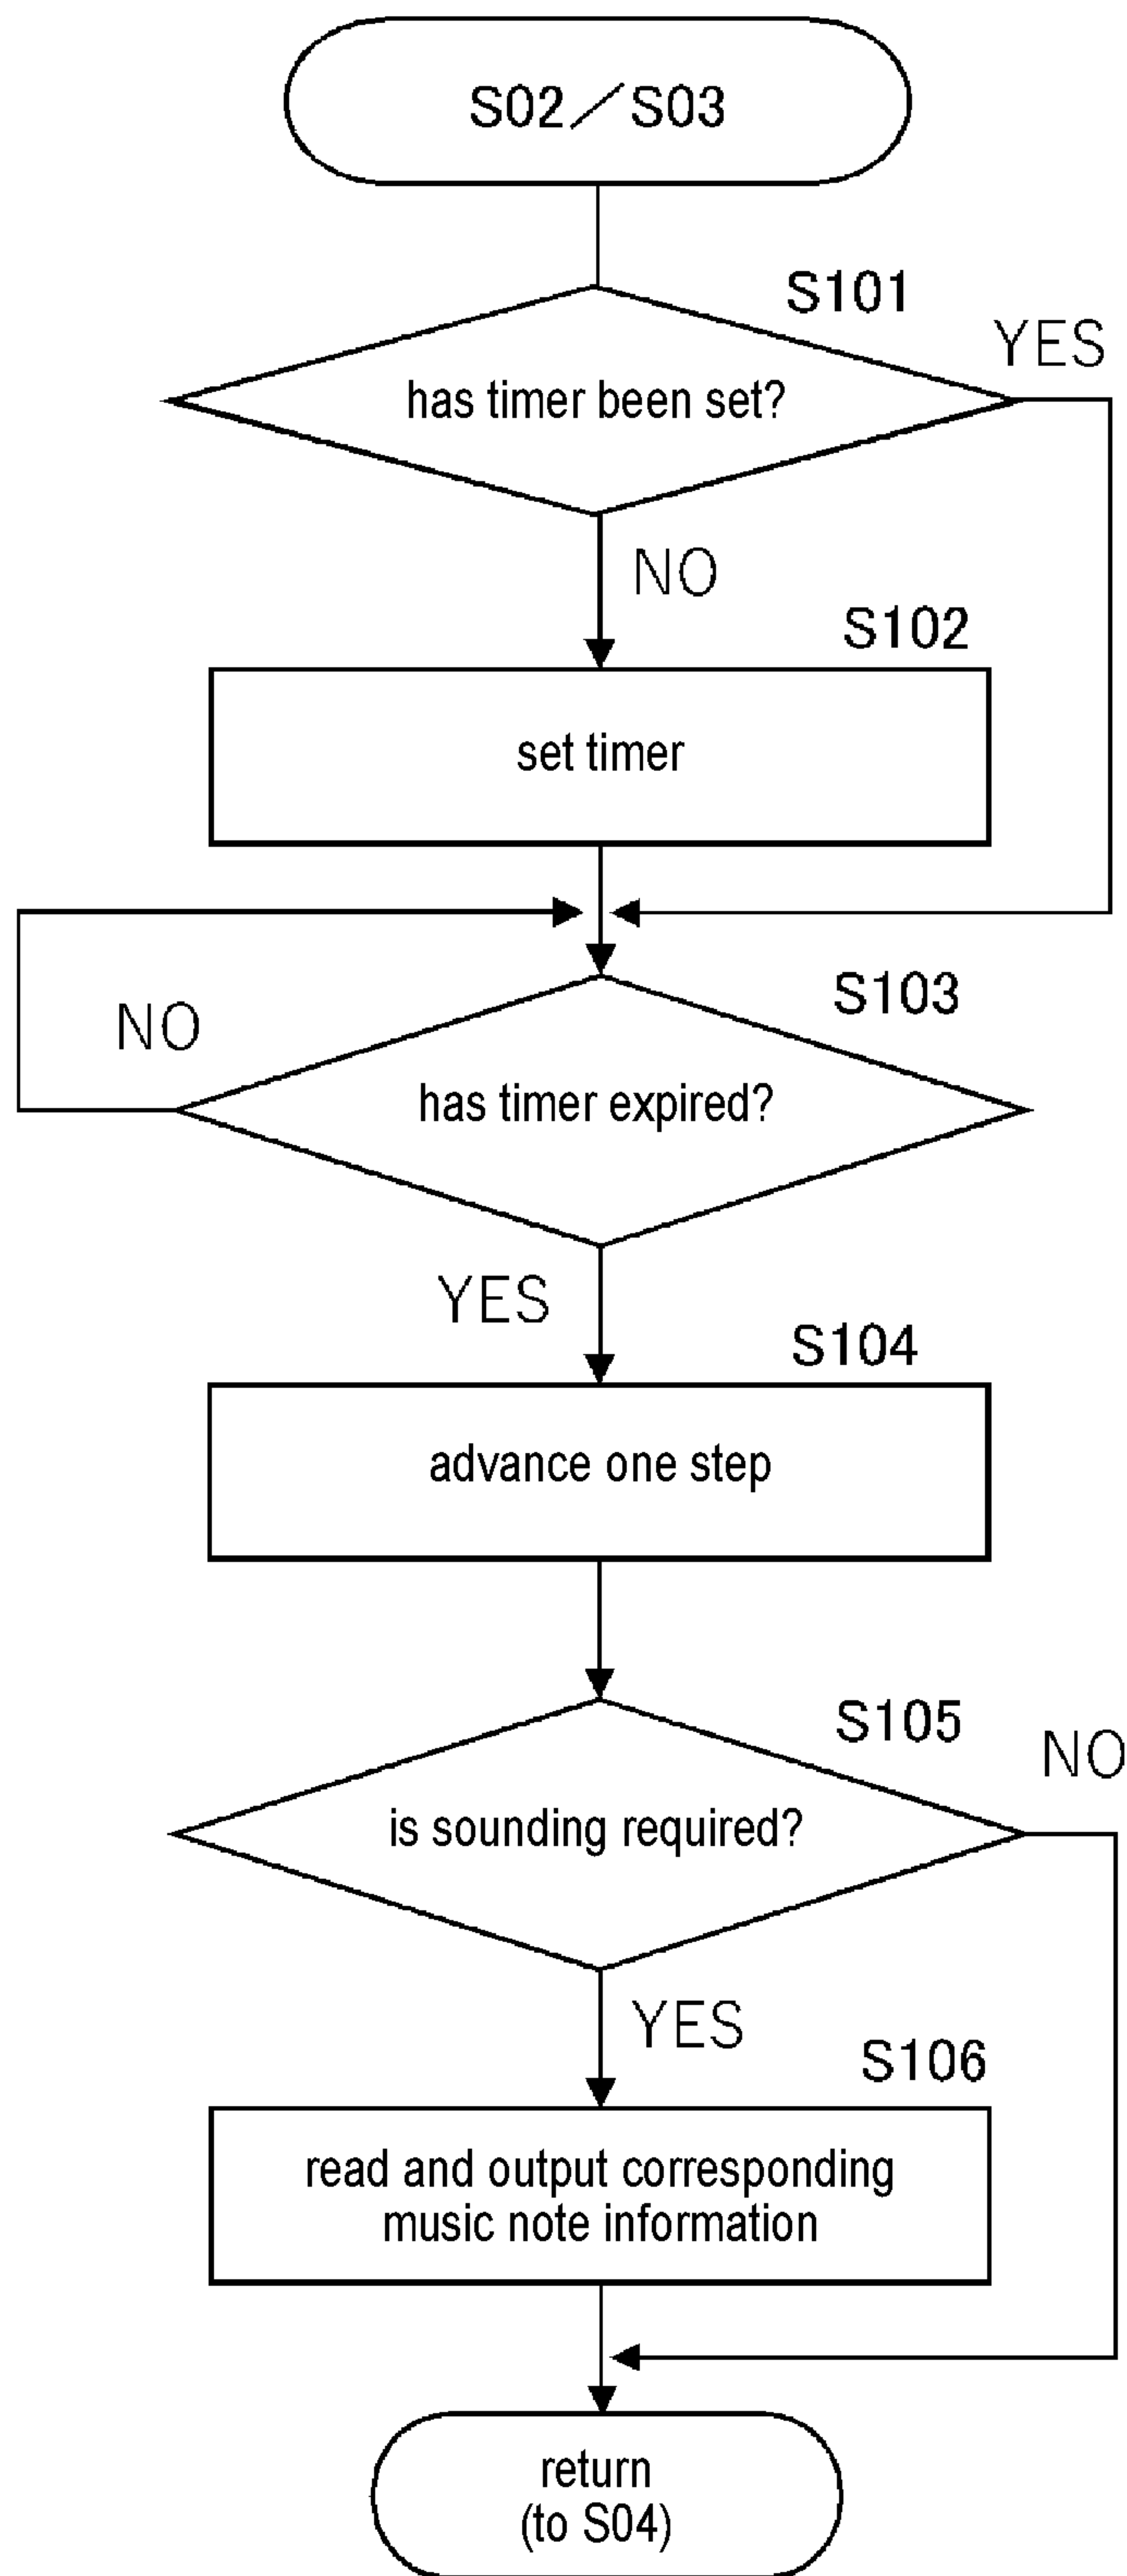 S02／S03
S101
YES
has timer been set?
NO
S102
set timer
S103
NO
has timer expired?
YES
S104
advance one step
S105
NO
is sounding required?
YES
S106
read and output corresponding
music note information
return
(to S04)